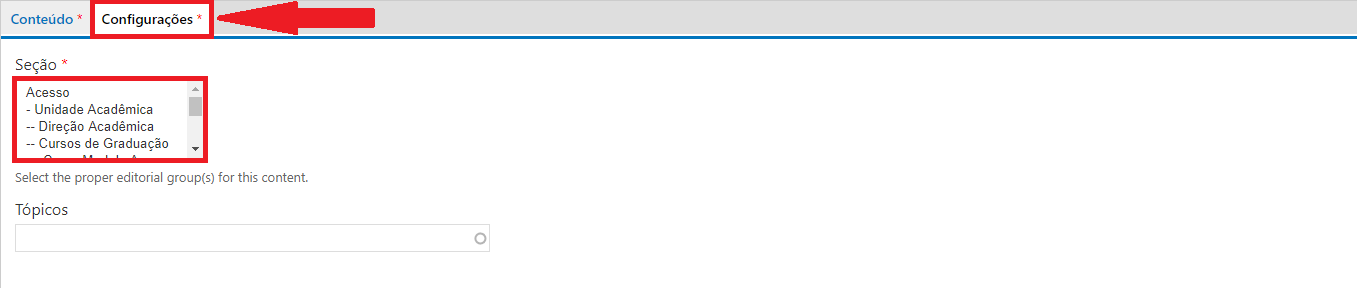 Conteúdo * Configurações *
Seção *
Acesso
- Unidade Acadêmica
-- Direção Acadêmica
-- Cursos de Graduação
Select the proper editorial group(s) for this content.
Tópicos